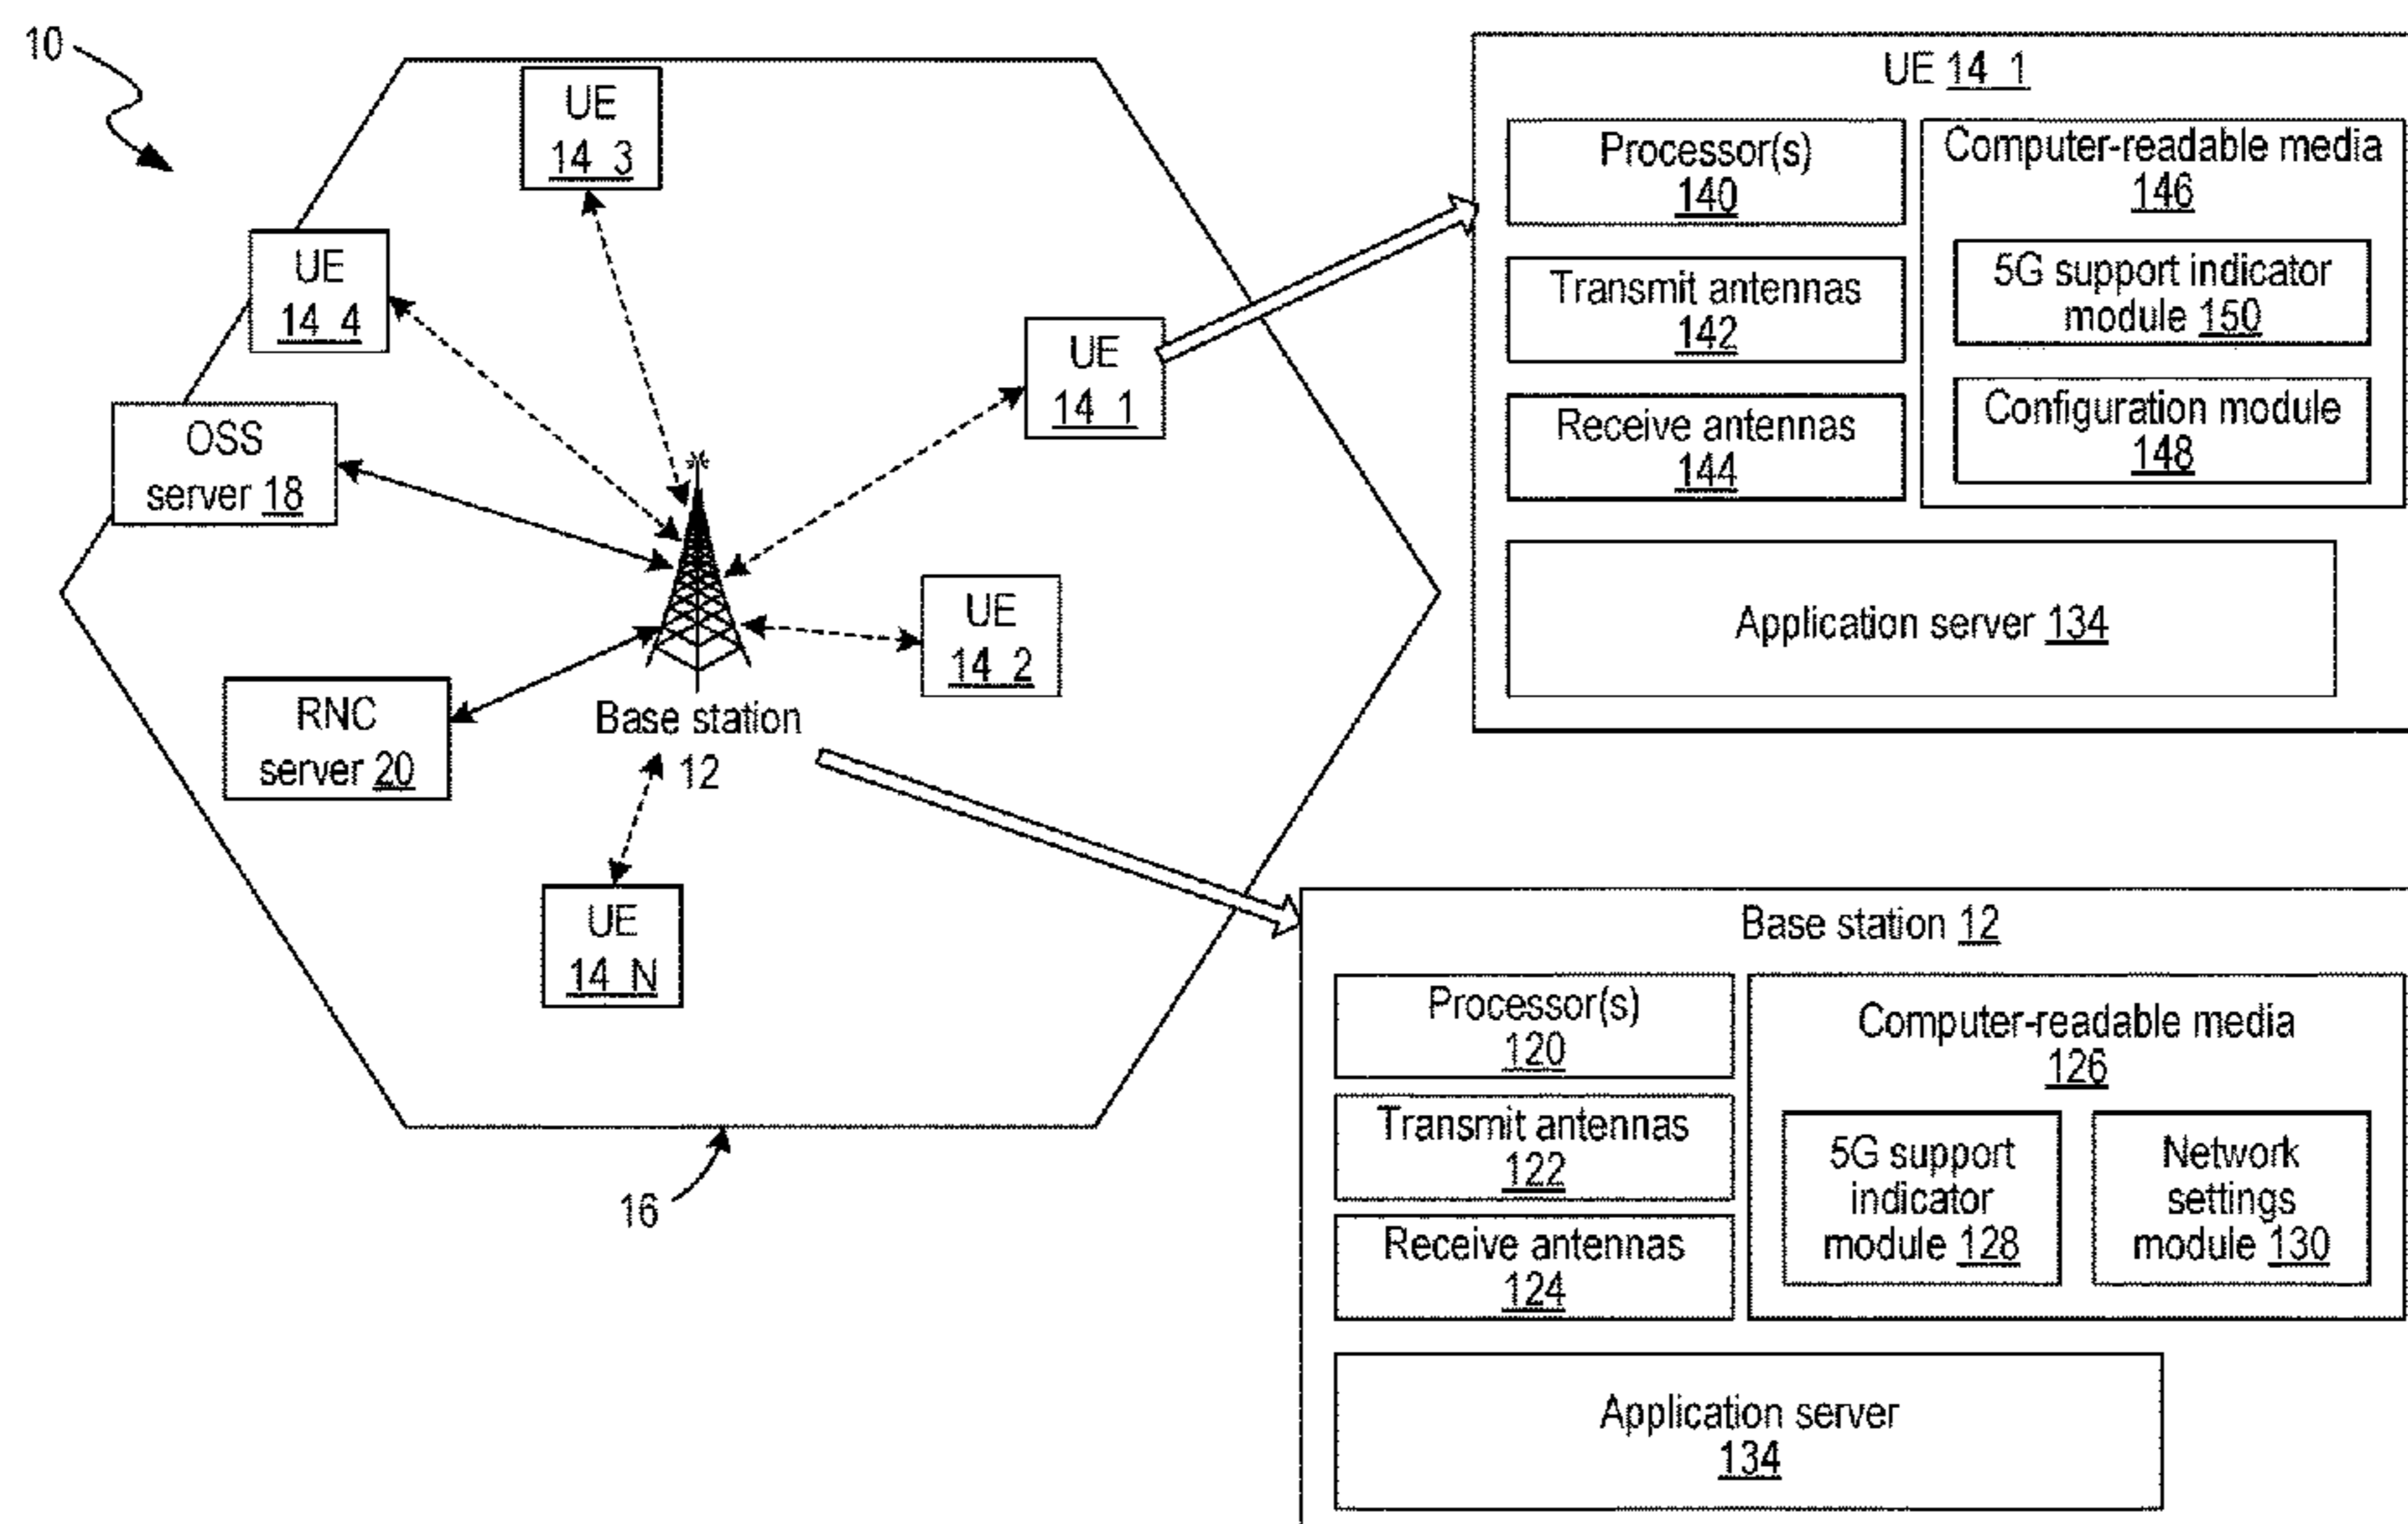 10
UE
14_3
UE
14_4
OSS
server 18
UE
14_1
UE
14_2
RNC
server 20
Base station
12
UE
14_N
16
UE 14_1
Processor(s)
140
Transmit antennas
142
Receive antennas
144
Computer-readable media
146
5G support indicator
module 150
Configuration module
148
Application server 134
Base station 12
Processor(s)
120
Transmit antennas
122
Receive antennas
124
Computer-readable media
126
5G support
indicator
module 128
Network
settings
module 130
Application server
134